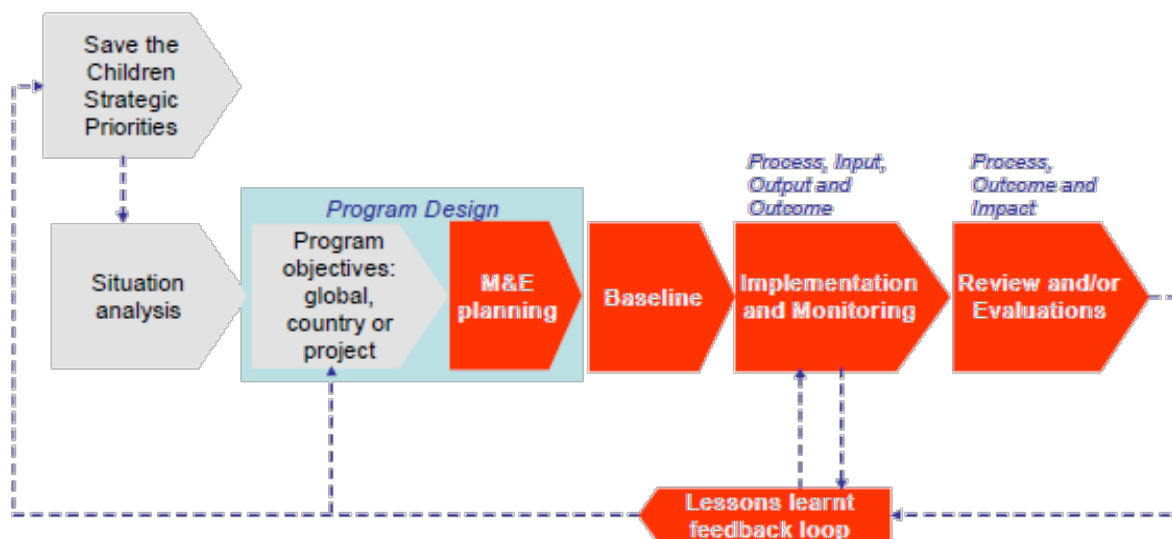 Save the
Children
Strategic
Priorities
Process, Input,
Output and
Outcome
Process,
Outcome and
Impact
Program Design
Situation
analysis
Program
objectives:
global,
country or
project
M&E
planning
Baseline
Implementation
and Monitoring
Review and/or
Evaluations
Lessons learnt
feedback loop